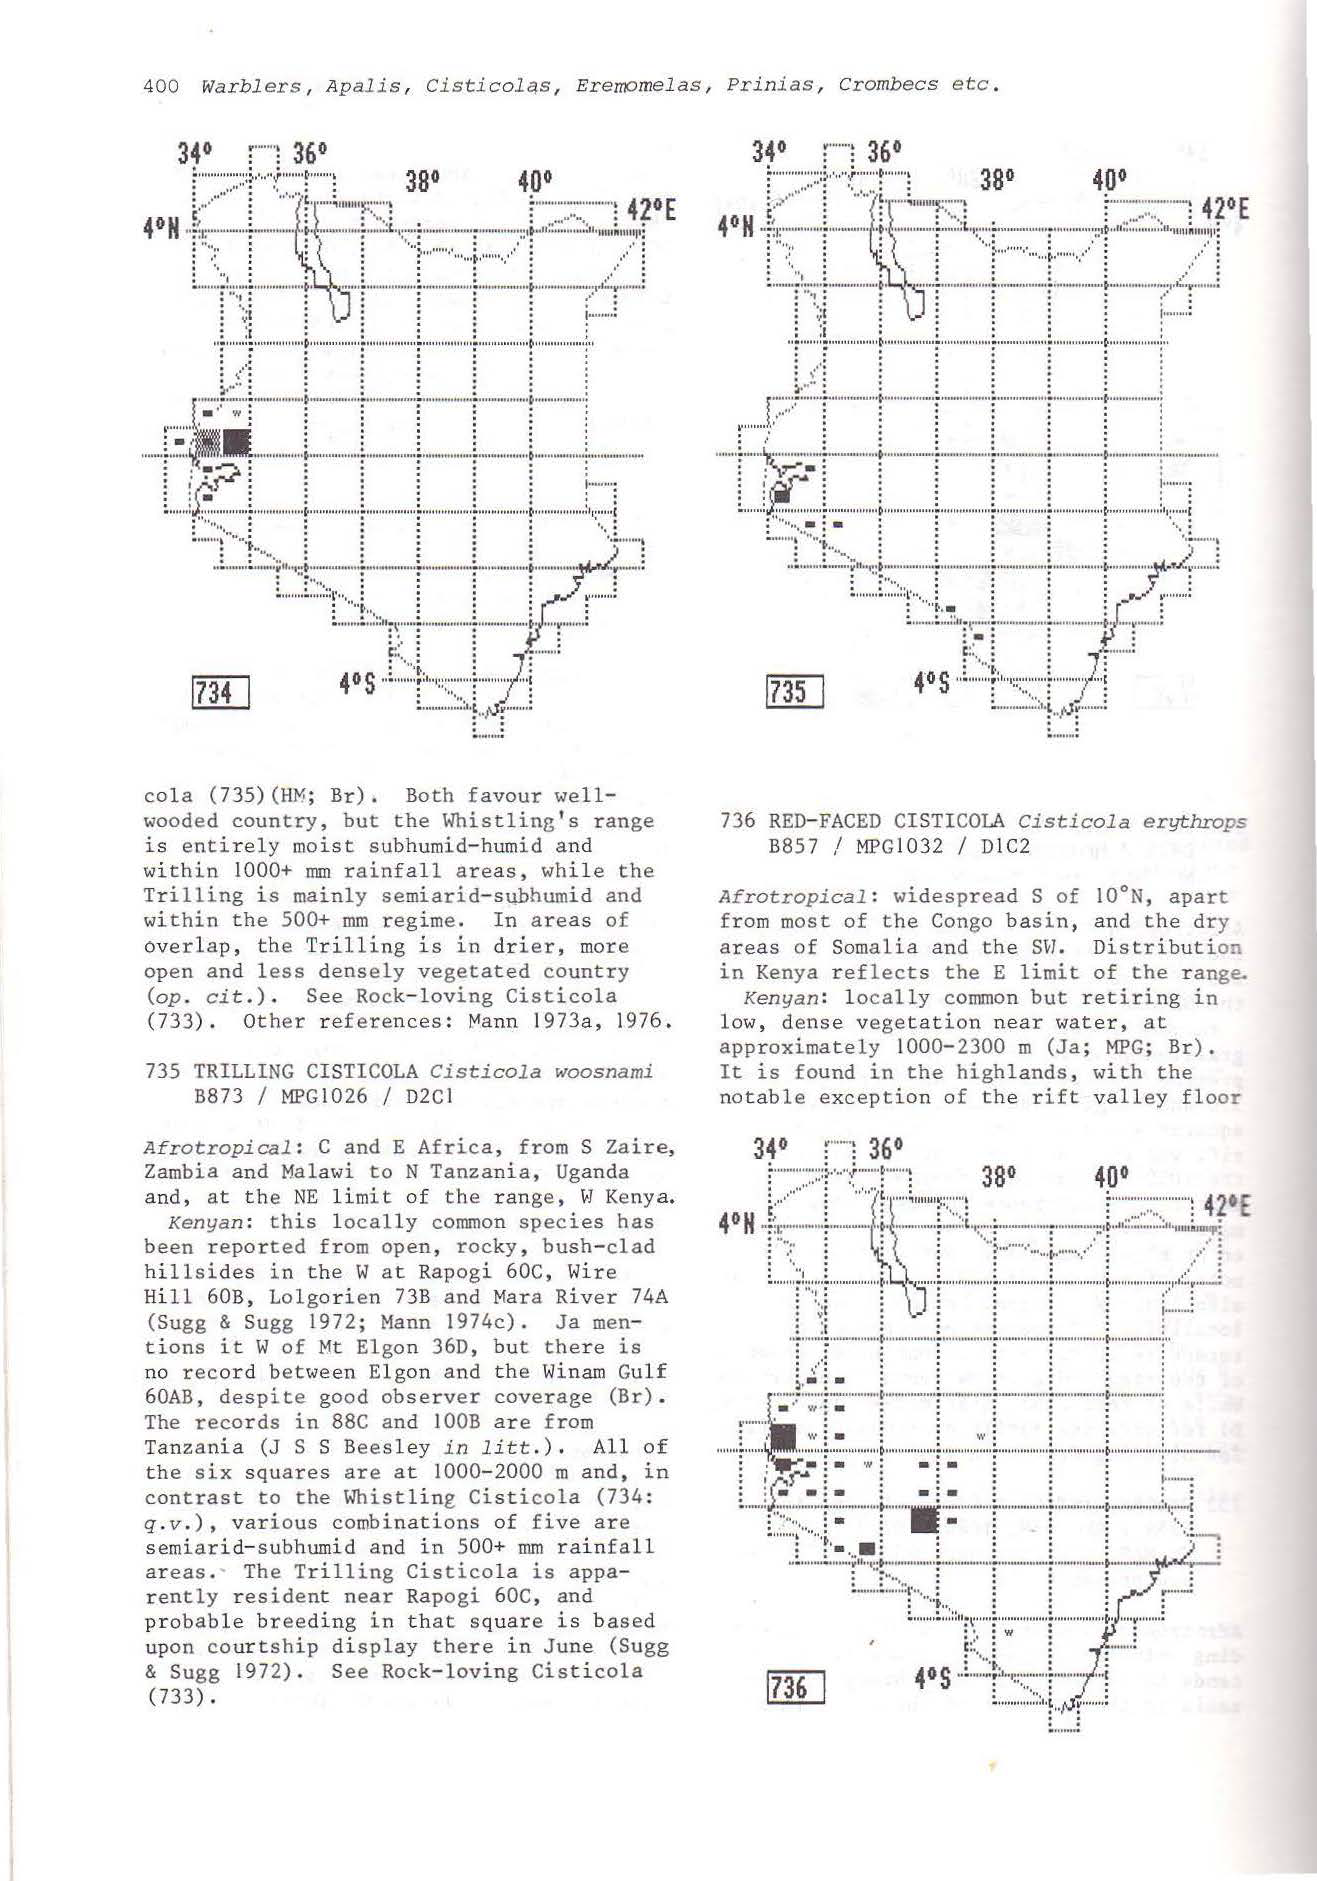 400 Warblers, Apalis, Cisticolas, Eremomelas, Prinias, Crombecs etc.
34° 36°
38° 40°
42°E
4°N
w
734
4°S
cola (735)(HM; Br). Both favour well-
wooded country, but the Whistling's range
is entirely moist subhumid-humid and
within 1000+ mm rainfall areas, while the
Trilling is mainly semiarid-subhumid and
within the 500+ mm regime. In areas of
overlap, the Trilling is in drier, more
open and less densely vegetated country
(op. cit.). See Rock-loving Cisticola
(733). Other references: Mann 1973a, 1976.
735 TRILLING CISTICOLA Cisticola woosnami
B873 / MPG1026 / D2C1
Afrotropical: C and E Africa, from S Zaire,
Zambia and Malawi to N Tanzania, Uganda
and, at the NE limit of the range, W Kenya.
Kenyan: this locally common species has
been reported from open, rocky, bush-clad
hillsides in the W at Rapogi 60C, Wire
Hill 60B, Lolgorien 73B and Mara River 74A
(Sugg & Sugg 1972; Mann 1974c). Ja men-
tions it W of Mt Elgon 36D, but there is
no record between Elgon and the Winam Gulf
60AB, despite good observer coverage (Br).
The records in 88C and 100B are from
Tanzania (J S S Beesley in litt.). All of
the six squares are at 1000-2000 m and, in
contrast to the Whistling Cisticola (734:
q.v.), various combinations of five are
semiarid-subhumid and in 500+ mm rainfall
areas. The Trilling Cisticola is appa-
rently resident near Rapogi 60C, and
probable breeding in that square is based
upon courtship display there in June (Sugg
& Sugg 1972). See Rock-loving Cisticola
(733).
34° 36°
38° 40°
42°E
4°N
735
4°S
736 RED-FACED CISTICOLA Cisticola erythrops
B857 / MPG1032 / D1C2
Afrotropical: widespread S of 10°N, apart
from most of the Congo basin, and the dry
areas of Somalia and the SW. Distribution
in Kenya reflects the E limit of the range.
Kenyan: locally common but retiring in
low, dense vegetation near water, at
approximately 1000-2300 m (Ja; MPG; Br).
It is found in the highlands, with the
notable exception of the rift valley floor
34° 36°
38° 40°
42°E
4°N
w
w w
w
w
736
4°S